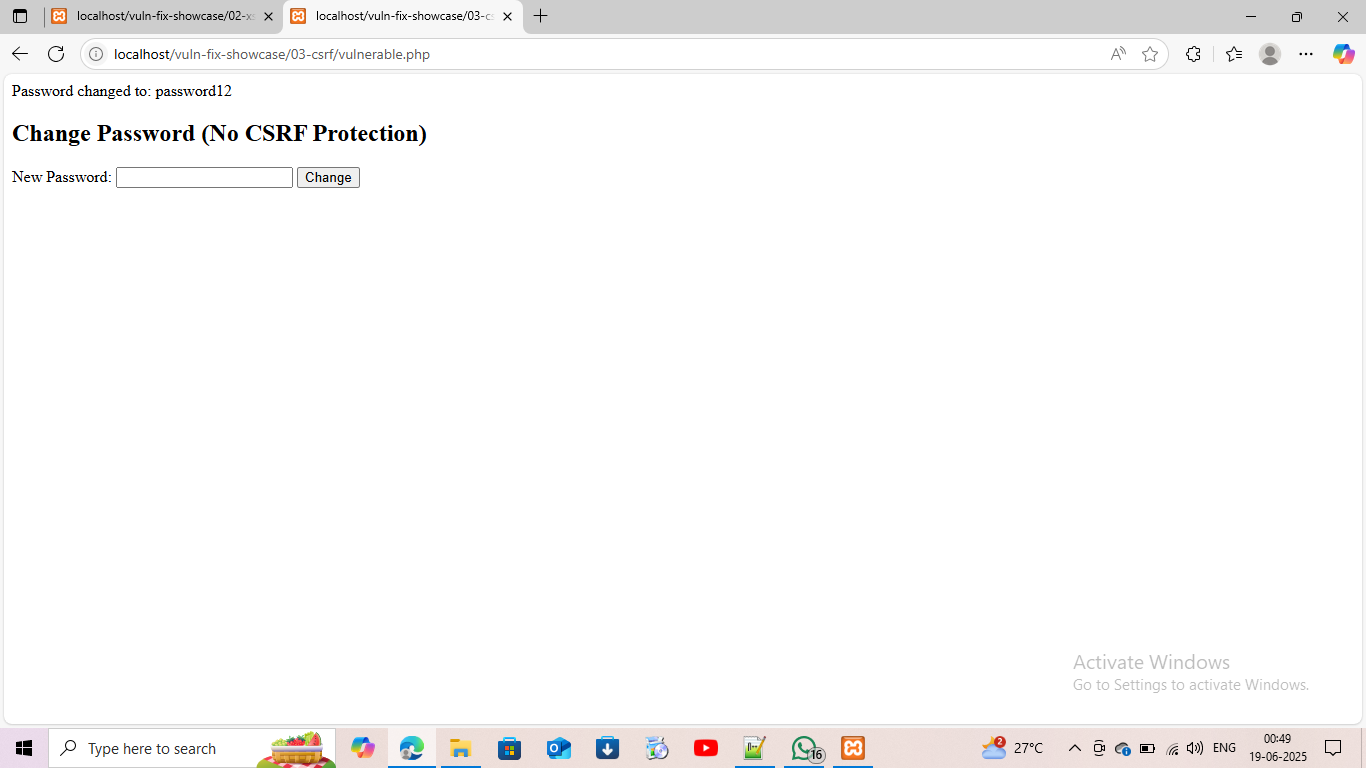 localhost/vuln-fix-showcase/02-xs
localhost/vuln-fix-showcase/03-cs
localhost/vuln-fix-showcase/03-csrf/vulnerable.php
Password changed to: password12
Change Password (No CSRF Protection)
New Password: Change
Activate Windows
Go to Settings to activate Windows.
Type here to search
16
2
27°C
ENG
00:49
19-06-2025